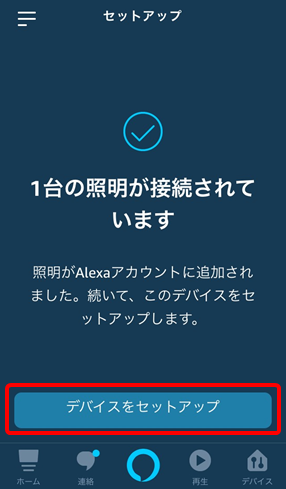 セットアップ
1台の照明が接続されて
います
照明がAlexaアカウントに追加され
ました。続いて、このデバイスをセ
ットアップします。
デバイスをセットアップ
ホーム 連絡 再生 デバイス